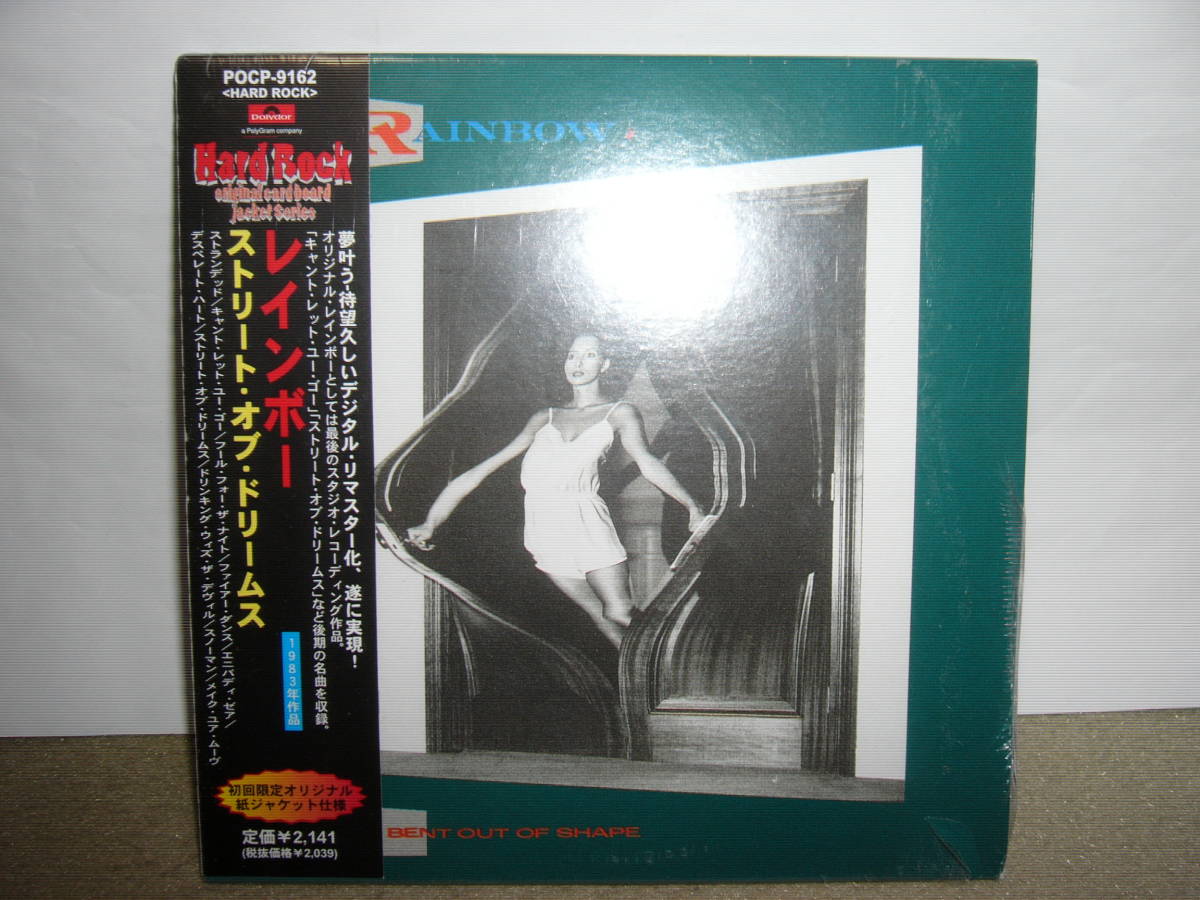 POCP-9162
<HARD ROCK>
Polydor
a PolyGram company
Hard Rock
original card board
jacket Series
レインボー
ストリート・オブ・ドリームス
夢叶う-待望久しいデジタル・リマスター化、遂に実現!
オリジナル・レインボーとしては最後のスタジオ・レコーディング作品。
「キャント・レット・ユー・ゴー」「ストリート・オブ・ドリームス」など後期の名曲を収録。
1983年作品
ストランデッド/キャント・レット・ユー・ゴー/フール・フォー・ザ・ナイト/ファイアー・ダンス/エニバディ・ゼア/
デスペレート・ハート/ストリート・オブ・ドリームス/ドリンキング・ウィズ・ザ・デヴィル/スノーマン/メイク・ユア・ムーヴ
初回限定オリジナル
紙ジャケット仕様
定価¥2,141
(税抜価格¥2,039)
RAINBOW
BENT OUT OF SHAPE